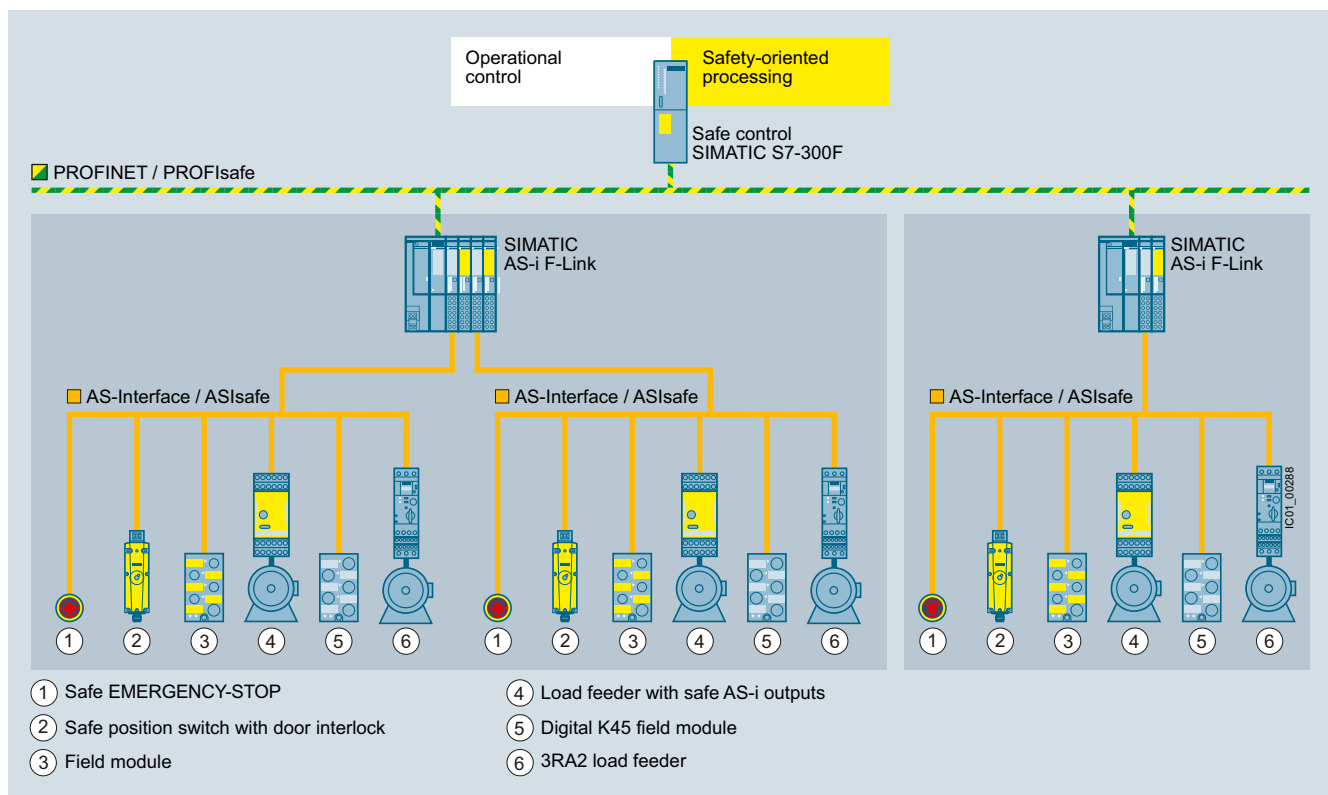 Operational
control
Safety-oriented
processing
Safe control
SIMATIC S7-300F
PROFINET / PROFIsafe
SIMATIC
AS-i F-Link
SIMATIC
AS-i F-Link
AS-Interface / ASIsafe
AS-Interface / ASIsafe
AS-Interface / ASIsafe
IC01_00288
1 2 3 4 5 6
1 2 3 4 5 6
1 2 3 4 5 6
1 Safe EMERGENCY-STOP
2 Safe position switch with door interlock
3 Field module
4 Load feeder with safe AS-i outputs
5 Digital K45 field module
6 3RA2 load feeder